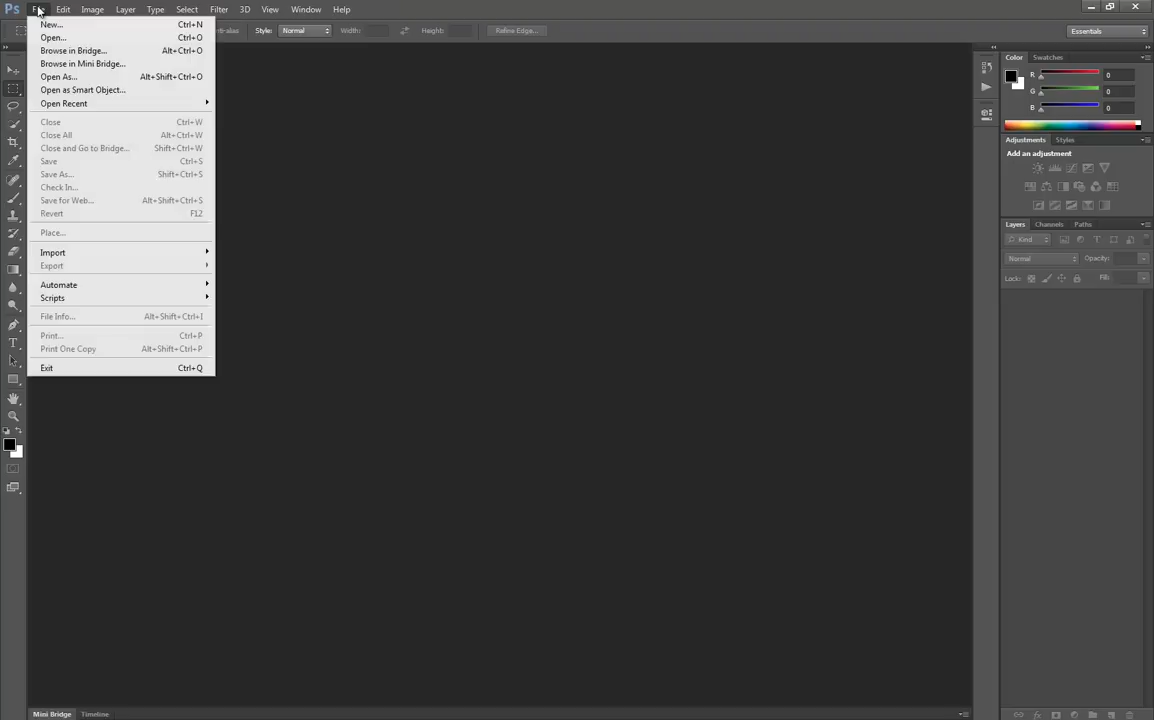 Ps File Edit Image Layer Type Select Filter 3D View Window Help
Style: Normal Width: Height: Refine Edge... Essentials
New... Ctrl+N
Open... Ctrl+O
Browse in Bridge... Alt+Ctrl+O
Browse in Mini Bridge...
Open As... Alt+Shift+Ctrl+O
Open as Smart Object...
Open Recent
Close Ctrl+W
Close All Alt+Ctrl+W
Close and Go to Bridge... Shift+Ctrl+W
Save Ctrl+S
Save As... Shift+Ctrl+S
Check In...
Save for Web... Alt+Shift+Ctrl+S
Revert F12
Place...
Import
Export
Automate
Scripts
File Info... Alt+Shift+Ctrl+I
Print... Ctrl+P
Print One Copy Alt+Shift+Ctrl+P
Exit Ctrl+Q
Color Swatches
R 0
G 0
B 0
Adjustments Styles
Add an adjustment
Layers Channels Paths
Kind
Normal Opacity:
Lock: Fill:
Mini Bridge Timeline